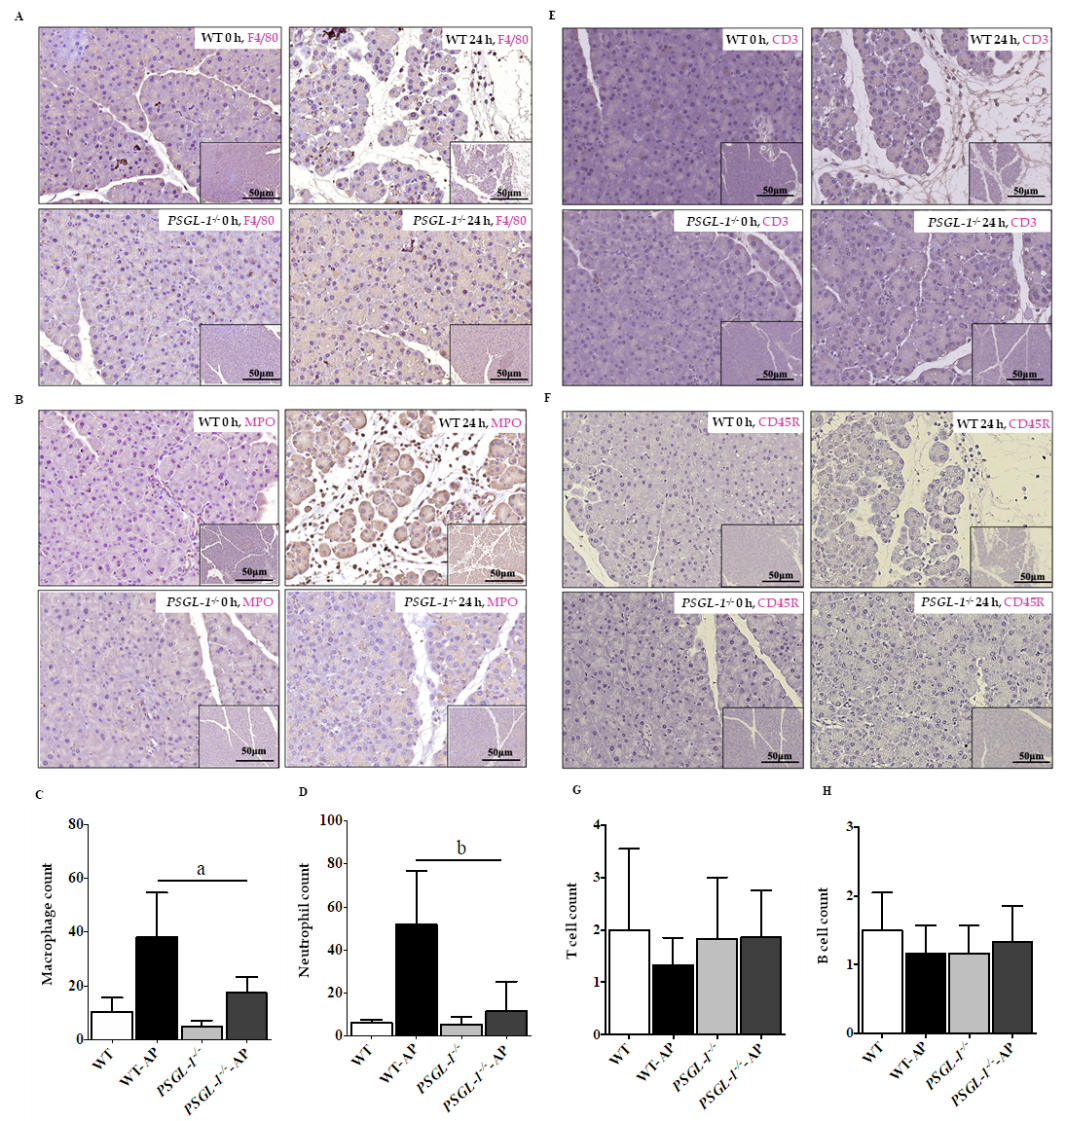 A
WT 0 h, F4/80
50µm
WT 24 h, F4/80
50µm
PSGL-1-/- 0 h, F4/80
50µm
PSGL-1-/- 24 h, F4/80
50µm
B
WT 0 h, MPO
50µm
WT 24 h, MPO
50µm
PSGL-1-/- 0 h, MPO
50µm
PSGL-1-/- 24 h, MPO
50µm
E
WT 0 h, CD3
50µm
WT 24 h, CD3
50µm
PSGL-1-/- 0 h, CD3
50µm
PSGL-1-/- 24 h, CD3
50µm
F
WT 0 h, CD45R
50µm
WT 24 h, CD45R
50µm
PSGL-1-/- 0 h, CD45R
50µm
PSGL-1-/- 24 h, CD45R
50µm
C
Macrophage count
80
60
40
20
0
a
WT
WT-AP
PSGL-1-/-
PSGL-1-/--AP
D
Neutrophil count
100
80
60
40
20
0
b
WT
WT-AP
PSGL-1-/-
PSGL-1-/--AP
G
T cell count
4
3
2
1
0
WT
WT-AP
PSGL-1-/-
PSGL-1-/--AP
H
B cell count
3
2
1
0
WT
WT-AP
PSGL-1-/-
PSGL-1-/--AP